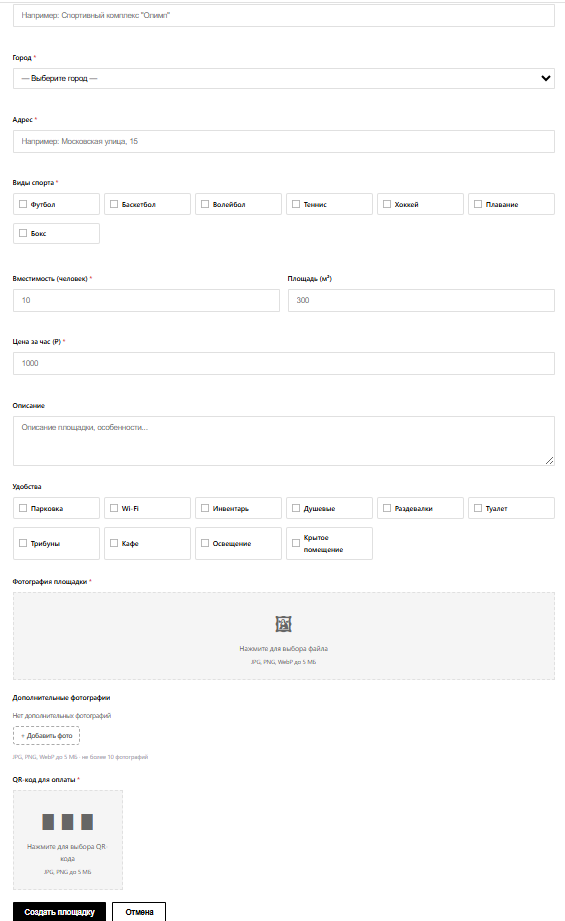 Например: Спортивный комплекс "Олимп"
Город *
— Выберите город —
Адрес *
Например: Московская улица, 15
Виды спорта *
Футбол
Баскетбол
Волейбол
Теннис
Хоккей
Плавание
Бокс
Вместимость (человек) *
Площадь (м²)
10
300
Цена за час (₽) *
1000
Описание
Описание площадки, особенности...
Удобства
Парковка
Wi-Fi
Инвентарь
Душевые
Раздевалки
Туалет
Трибуны
Кафе
Освещение
Крытое
помещение
Фотография площадки *
Нажмите для выбора файла
JPG, PNG, WebP до 5 МБ
Дополнительные фотографии
Нет дополнительных фотографий
+ Добавить фото
JPG, PNG, WebP до 5 МБ · не более 10 фотографий
QR-код для оплаты *
Нажмите для выбора QR-
кода
JPG, PNG до 5 МБ
Создать площадку
Отмена